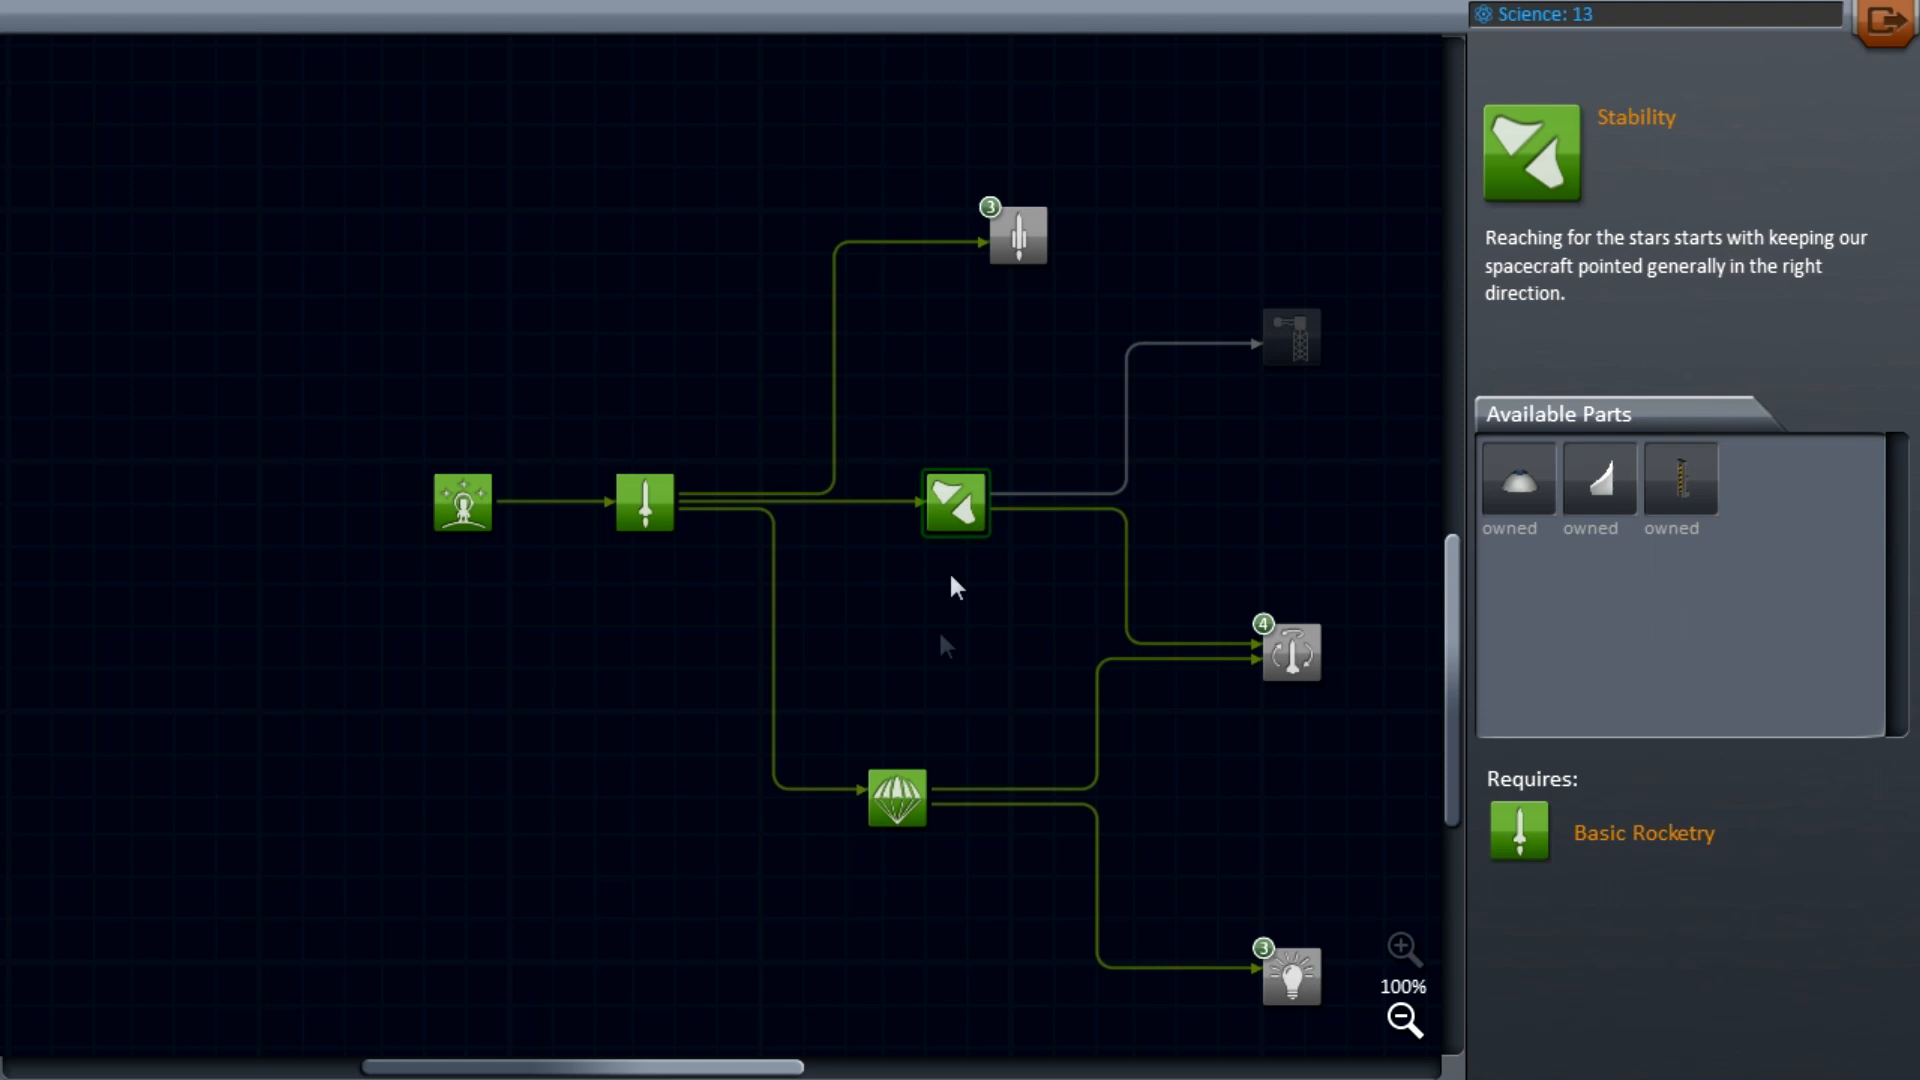 Science: 13
Stability
Reaching for the stars starts with keeping our
spacecraft pointed generally in the right
direction.
3
Available Parts
owned owned owned
4
Requires:
Basic Rocketry
3
100%